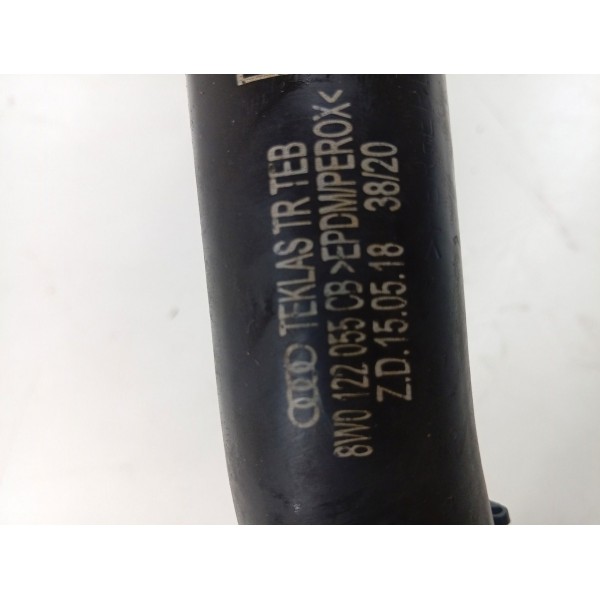 TEKLAS TR TEB
8W0 122 055 CB >EPDM/PEROX<
Z.D.15.05.18 38/20